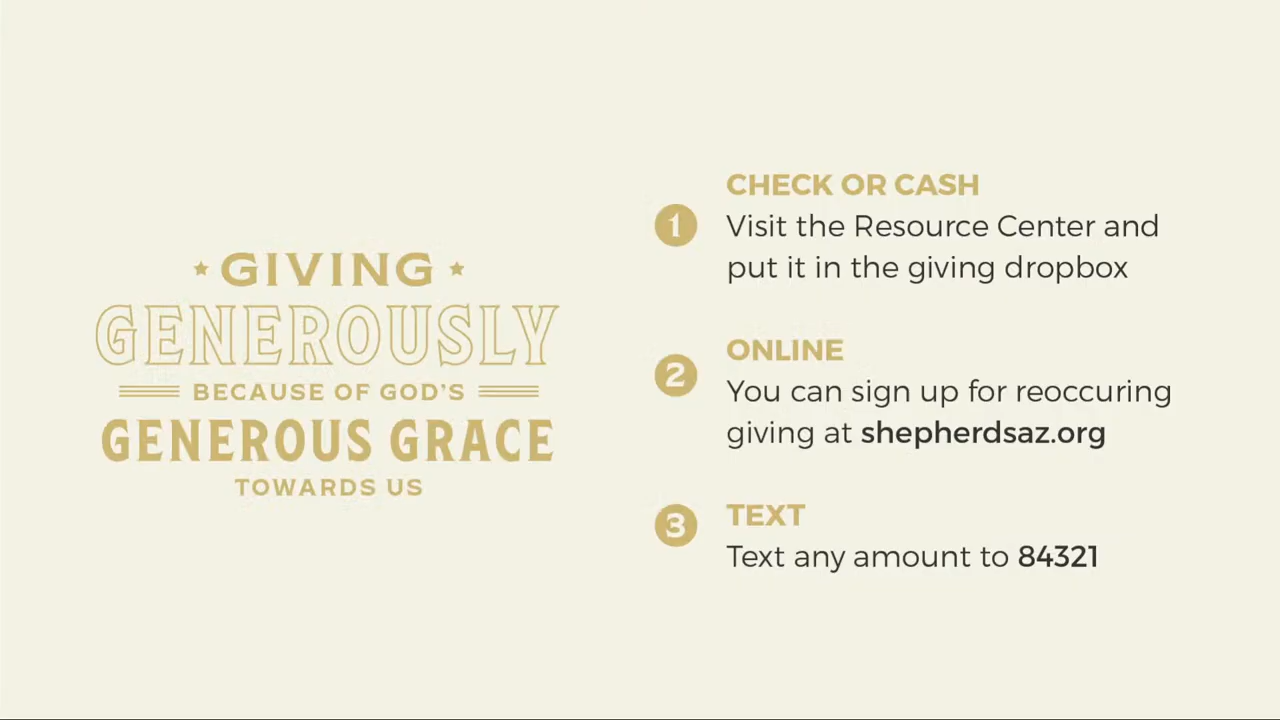 GIVING
GENEROUSLY
BECAUSE OF GOD'S
GENEROUS GRACE
TOWARDS US
1
CHECK OR CASH
Visit the Resource Center and
put it in the giving dropbox
2
ONLINE
You can sign up for reoccuring
giving at shepherdsaz.org
3
TEXT
Text any amount to 84321